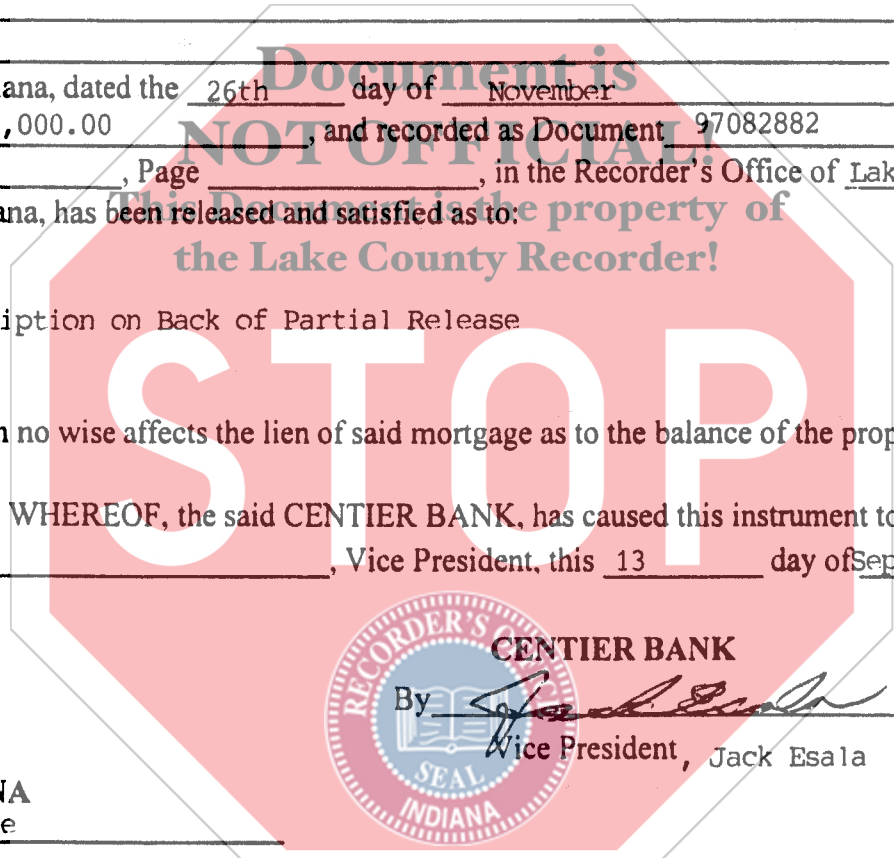 Document is
ana, dated the 26th day of November
NOT OFFICIAL!
,000.00 , and recorded as Document 97082882
, Page , in the Recorder's Office of Lak
This Document is the property of
ana, has been released and satisfied as to:
the Lake County Recorder!
iption on Back of Partial Release
STOP
n no wise affects the lien of said mortgage as to the balance of the prop
WHEREOF, the said CENTIER BANK, has caused this instrument to
, Vice President, this 13 day of Sep
RECORDER'S OFFICE
CENTIER BANK
By Jack Esala
Vice President, Jack Esala
SEAL
INDIANA
NA
e